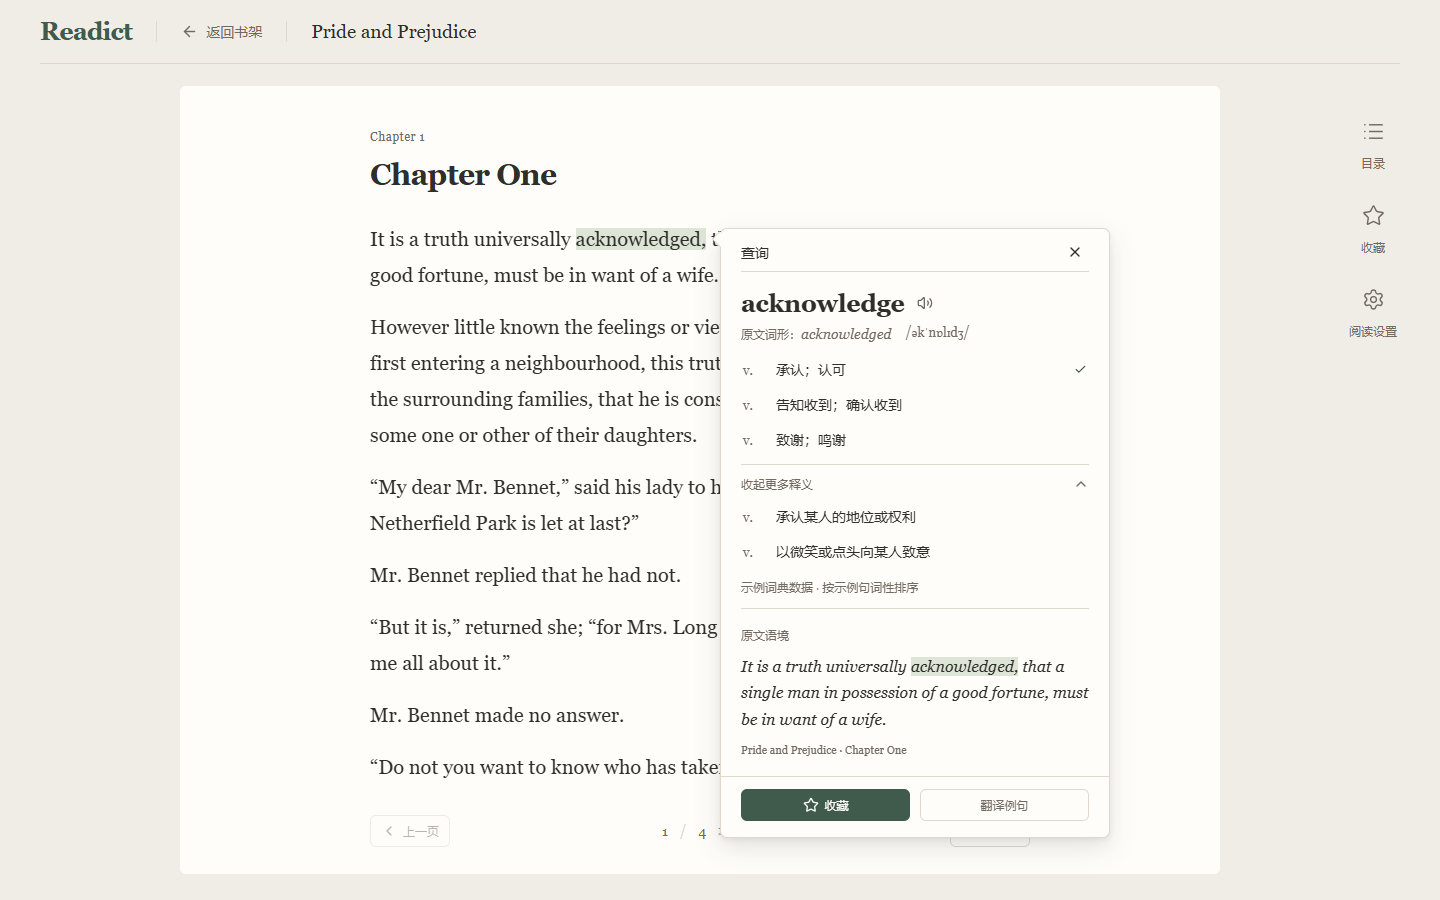 Readict
返回书架
Pride and Prejudice
Chapter 1
Chapter One
It is a truth universally acknowledged,
good fortune, must be in want of a wife.
However little known the feelings or
first entering a neighbourhood, this
the surrounding families, that he is
some one or other of their daughters.
“My dear Mr. Bennet,” said his lady to
Netherfield Park is let at last?”
Mr. Bennet replied that he had not.
“But it is,” returned she; “for Mrs. Long
me all about it.”
Mr. Bennet made no answer.
“Do not you want to know who has
上一页
1 / 4
查询
acknowledge
原文词形：acknowledged /əkˈnɒlɪdʒ/
v. 承认；认可
v. 告知收到；确认收到
v. 致谢；鸣谢
收起更多释义
v. 承认某人的地位或权利
v. 以微笑或点头向某人致意
示例词典数据 · 按示例句词性排序
原文语境
It is a truth universally acknowledged, that a
single man in possession of a good fortune, must
be in want of a wife.
Pride and Prejudice · Chapter One
收藏
翻译例句
目录
收藏
阅读设置